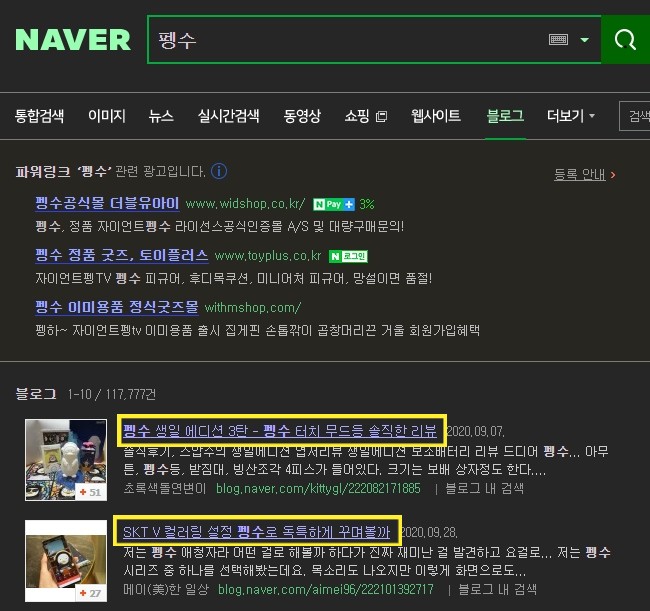 NAVER 펭수
통합검색 이미지 뉴스 실시간검색 동영상 쇼핑 웹사이트 블로그 더보기 검색
파워링크 '펭수' 관련 광고입니다. 등록 안내 >
펭수공식몰 더블유아이 www.widshop.co.kr/ N Pay + 3%
펭수, 정품 자이언트펭수 라이선스공식인증몰 A/S 및 대량구매문의!
펭수 정품 굿즈, 토이플러스 www.toyplus.co.kr N 로그인
자이언트펭TV 펭수 피규어, 후디목쿠션, 미니어처 피규어, 망설이면 품절!
펭수 이미용품 정식굿즈몰 withmshop.com/
펭하~ 자이언트펭tv 이미용품 출시 집게핀 손톱깎이 곱창머리끈 거울 회원가입혜택
블로그 1-10 / 117,777건
펭수 생일 에디션 3탄 - 펭수 터치 무드등 솔직한 리뷰 2020.09.07.
솔직후기, 스압주의 생일에디션 엽서리뷰 생일에디션 보조배터리 리뷰 드디어 펭수... 아무
튼, 펭수등, 받침대, 빙산조각 4피스가 들어있다. 크기는 보배 상자정도 한다....
+ 51
초록색돌연변이 blog.naver.com/kittygl/222082171885 | 블로그 내 검색
SKT V 컬러링 설정 펭수로 독특하게 꾸며볼까 2020.09.28.
저는 펭수 애청자라 어떤 걸로 해볼까 하다가 진짜 재미난 걸 발견하고 요걸로... 저는 펭수
시리즈 중 하나를 선택해봤는데요. 목소리도 나오지만 이렇게 화면으로도...
+ 27
메이(美)한 일상 blog.naver.com/aimei96/222101392717 | 블로그 내 검색